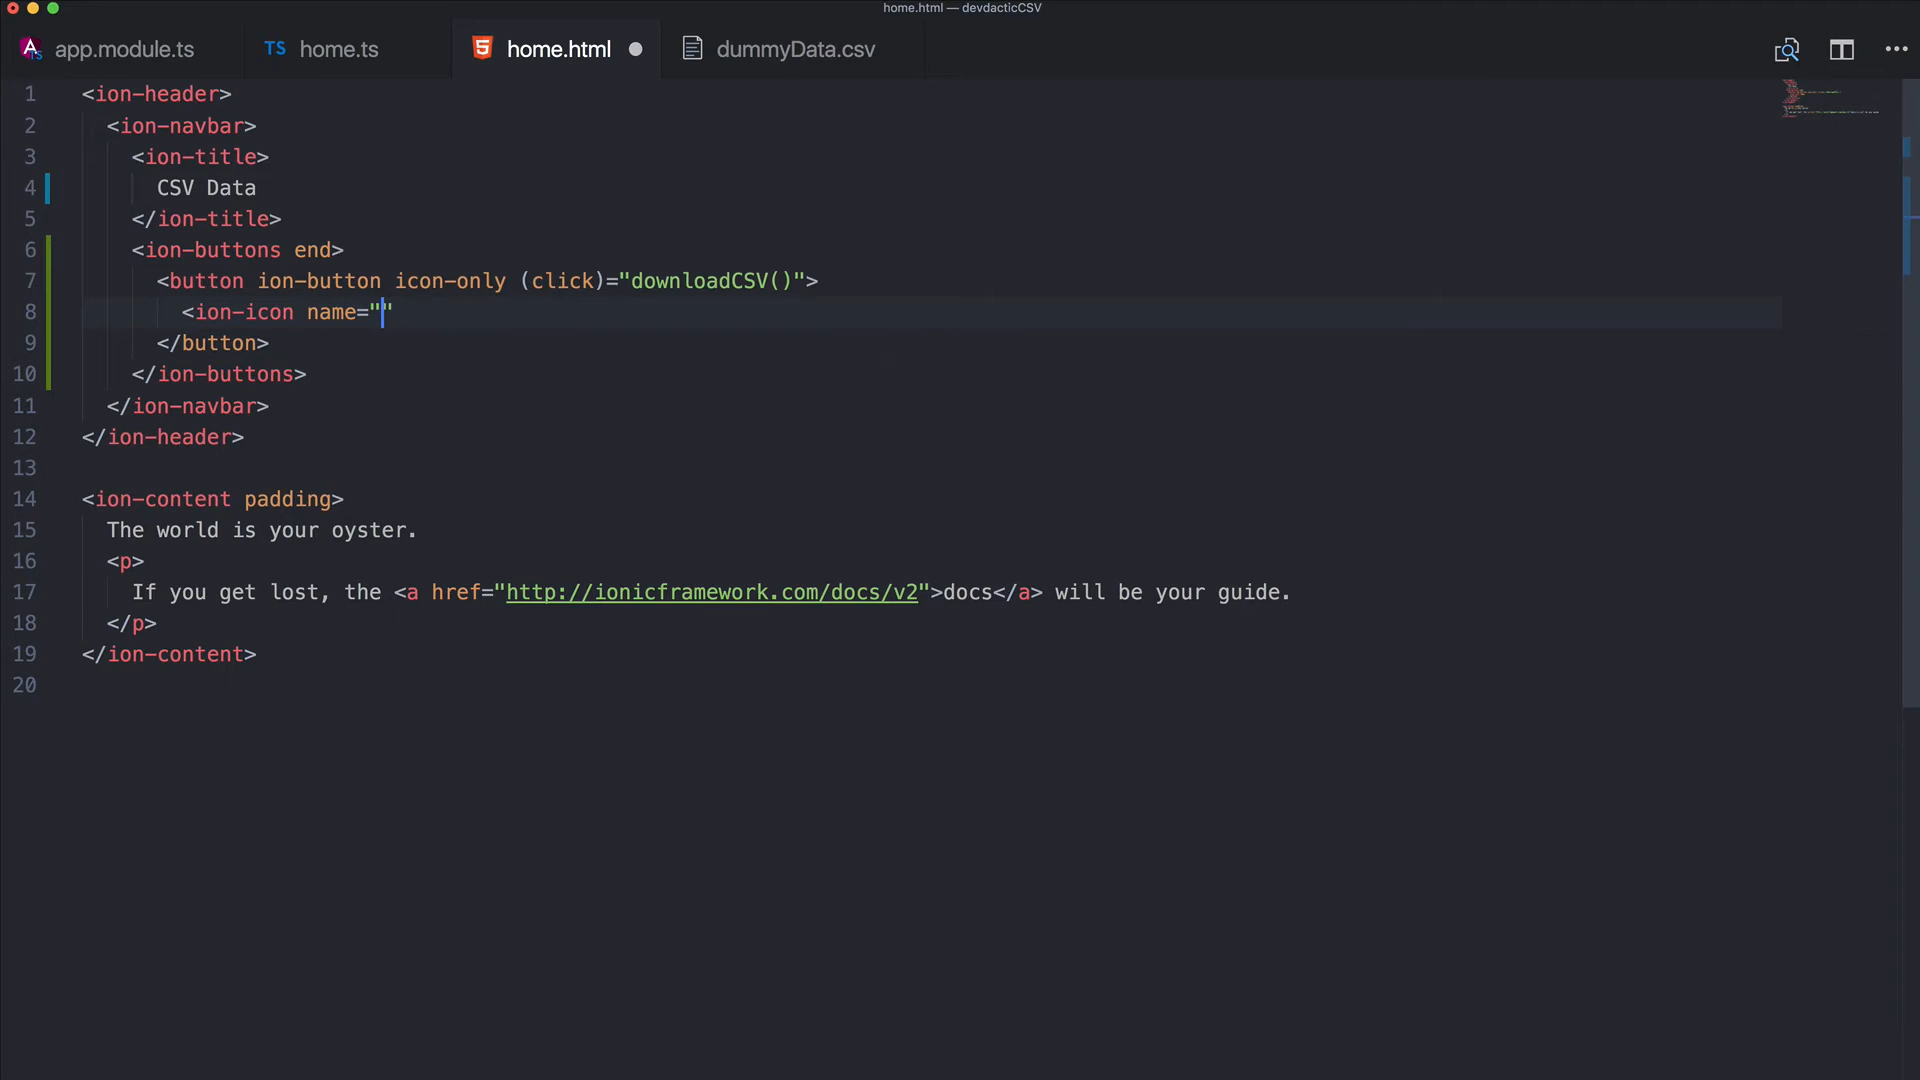 home.html — devdacticCSV
app.module.ts
TS home.ts
home.html
dummyData.csv
1 <ion-header>
2 <ion-navbar>
3 <ion-title>
4 CSV Data
5 </ion-title>
6 <ion-buttons end>
7 <button ion-button icon-only (click)="downloadCSV()">
8 <ion-icon name=""
9 </button>
10 </ion-buttons>
11 </ion-navbar>
12 </ion-header>
13
14 <ion-content padding>
15 The world is your oyster.
16 <p>
17 If you get lost, the <a href="http://ionicframework.com/docs/v2">docs</a> will be your guide.
18 </p>
19 </ion-content>
20